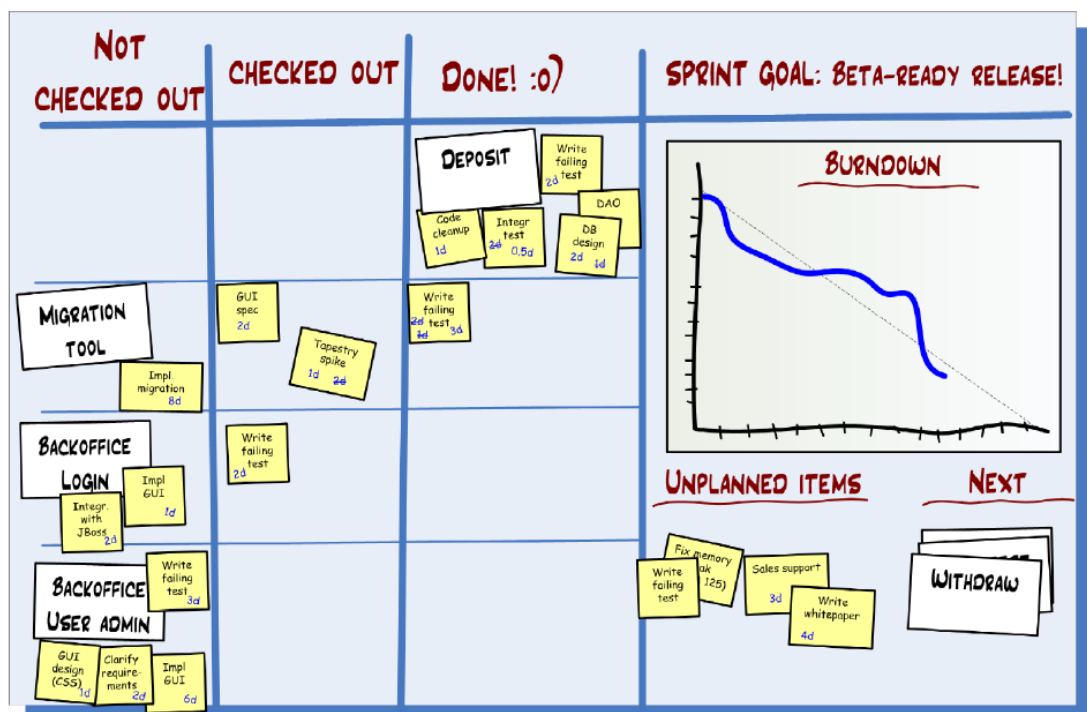 NOT
CHECKED OUT
CHECKED OUT
DONE! :o)
SPRINT GOAL: BETA-READY RELEASE!
DEPOSIT
Write
failing
test
2d
DAO
Code
cleanup
1d
Integr
test
2d 0.5d
DB
design
2d 1d
BURNDOWN
MIGRATION
TOOL
Impl.
migration
8d
GUI
spec
2d
Tapestry
spike
1d 2d
Write
failing
test
2d
1d 3d
BACKOFFICE
LOGIN
Impl
GUI
1d
Integr.
with
JBoss
2d
Write
failing
test
2d
BACKOFFICE
USER ADMIN
Write
failing
test
3d
GUI
design
(CSS)
1d
Clarify
require-
ments
2d
Impl
GUI
6d
UNPLANNED ITEMS
Fix memory
125)
Write
failing
test
Sales support
3d
Write
whitepaper
4d
NEXT
WITHDRAW